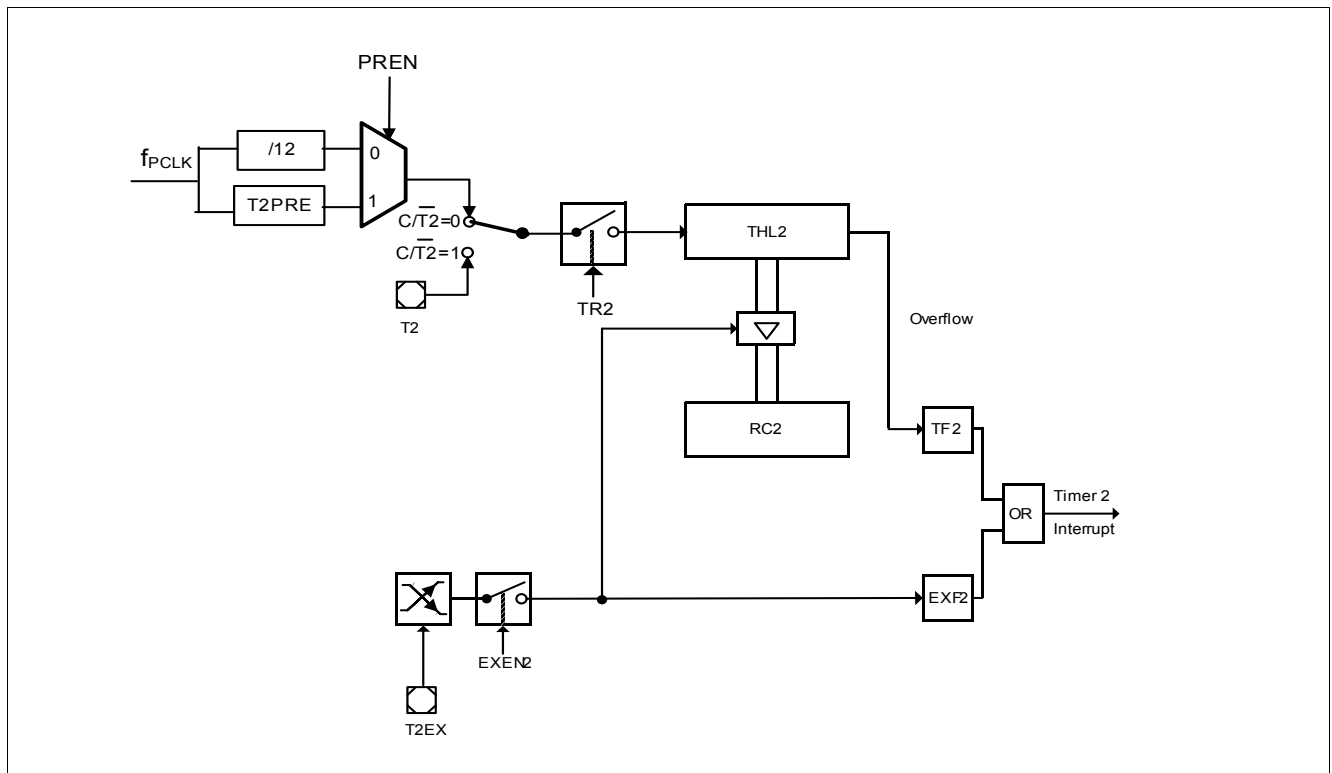 PREN
/12
0
fPCLK
T2PRE
1
C/T2=0
C/T2=1
T2
TR2
THL2
Overflow
RC2
TF2
OR
Timer 2
Interrupt
EXF2
EXEN2
T2EX